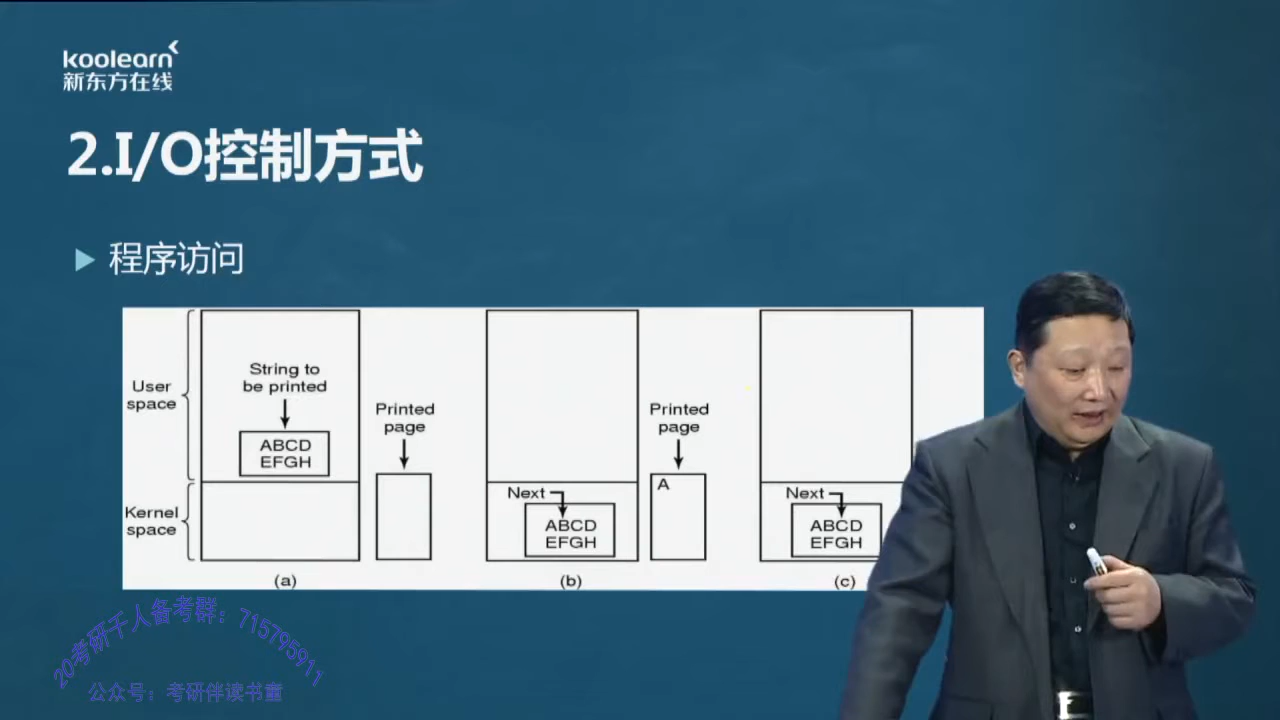 koolearn
新东方在线
2.I/O控制方式
程序访问
User
space
Kernel
space
String to
be printed
ABCD
EFGH
(a)
Printed
page
Next
ABCD
EFGH
(b)
Printed
page
A
Next
ABCD
EFGH
(c)
20考研千人备考群：715795911
公众号：考研伴读书童